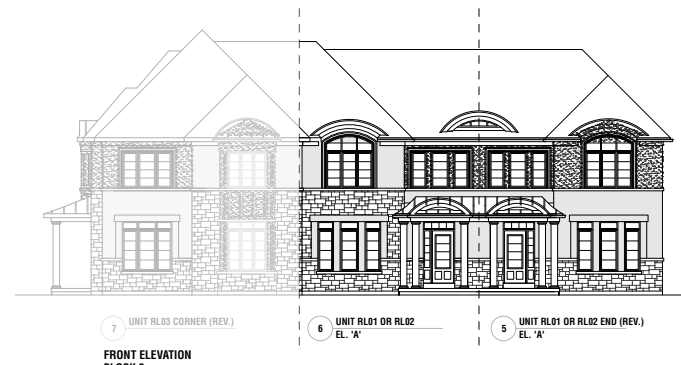 7 UNIT RL03 CORNER (REV.)
6 UNIT RL01 OR RL02
EL. 'A'
5 UNIT RL01 OR RL02 END (REV.)
EL. 'A'
FRONT ELEVATION